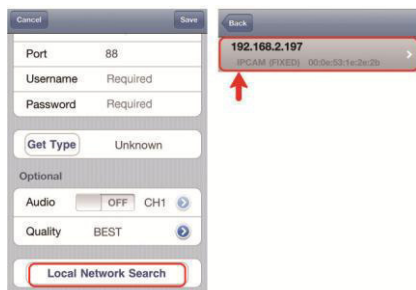 Cancel
Save
Port 88
Username Required
Password Required
Get Type Unknown
Optional
Audio OFF CH1
Quality BEST
Local Network Search
Back
192.168.2.197
IPCAM (FIXED) 00:0e:53:1e:2e:2b